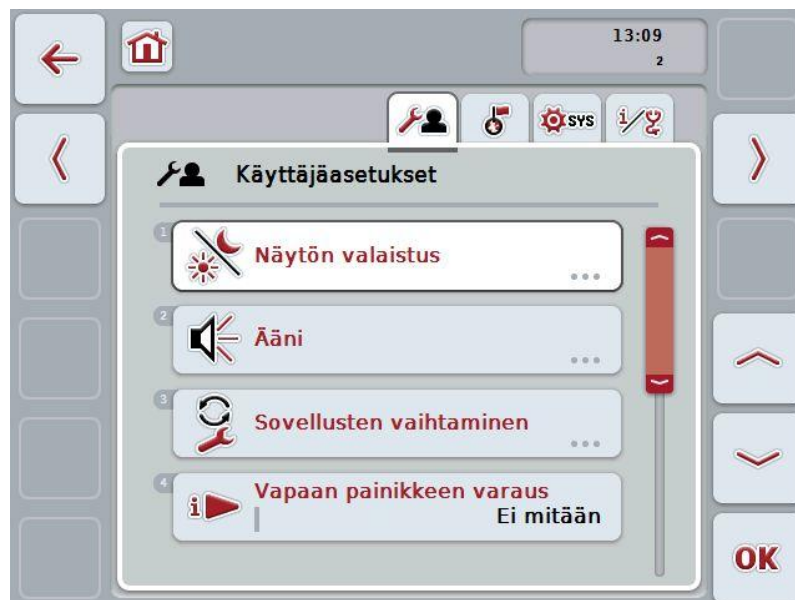 13:09
2
SYS
i/
Käyttäjäasetukset
1
Näytön valaistus
2
Ääni
3
Sovellusten vaihtaminen
4
i
Vapaan painikkeen varaus
Ei mitään
OK